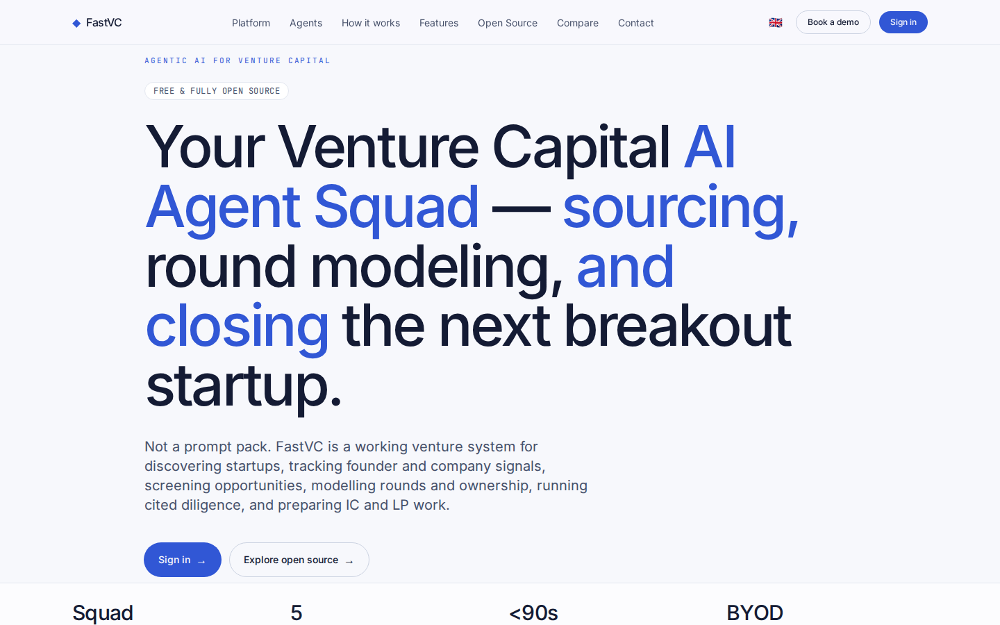 FastVC
Platform Agents How it works Features Open Source Compare Contact
Book a demo
Sign in
AGENTIC AI FOR VENTURE CAPITAL
FREE & FULLY OPEN SOURCE
Your Venture Capital AI
Agent Squad — sourcing,
round modeling, and
closing the next breakout
startup.
Not a prompt pack. FastVC is a working venture system for
discovering startups, tracking founder and company signals,
screening opportunities, modelling rounds and ownership, running
cited diligence, and preparing IC and LP work.
Sign in →
Explore open source →
Squad 5 <90s BYOD